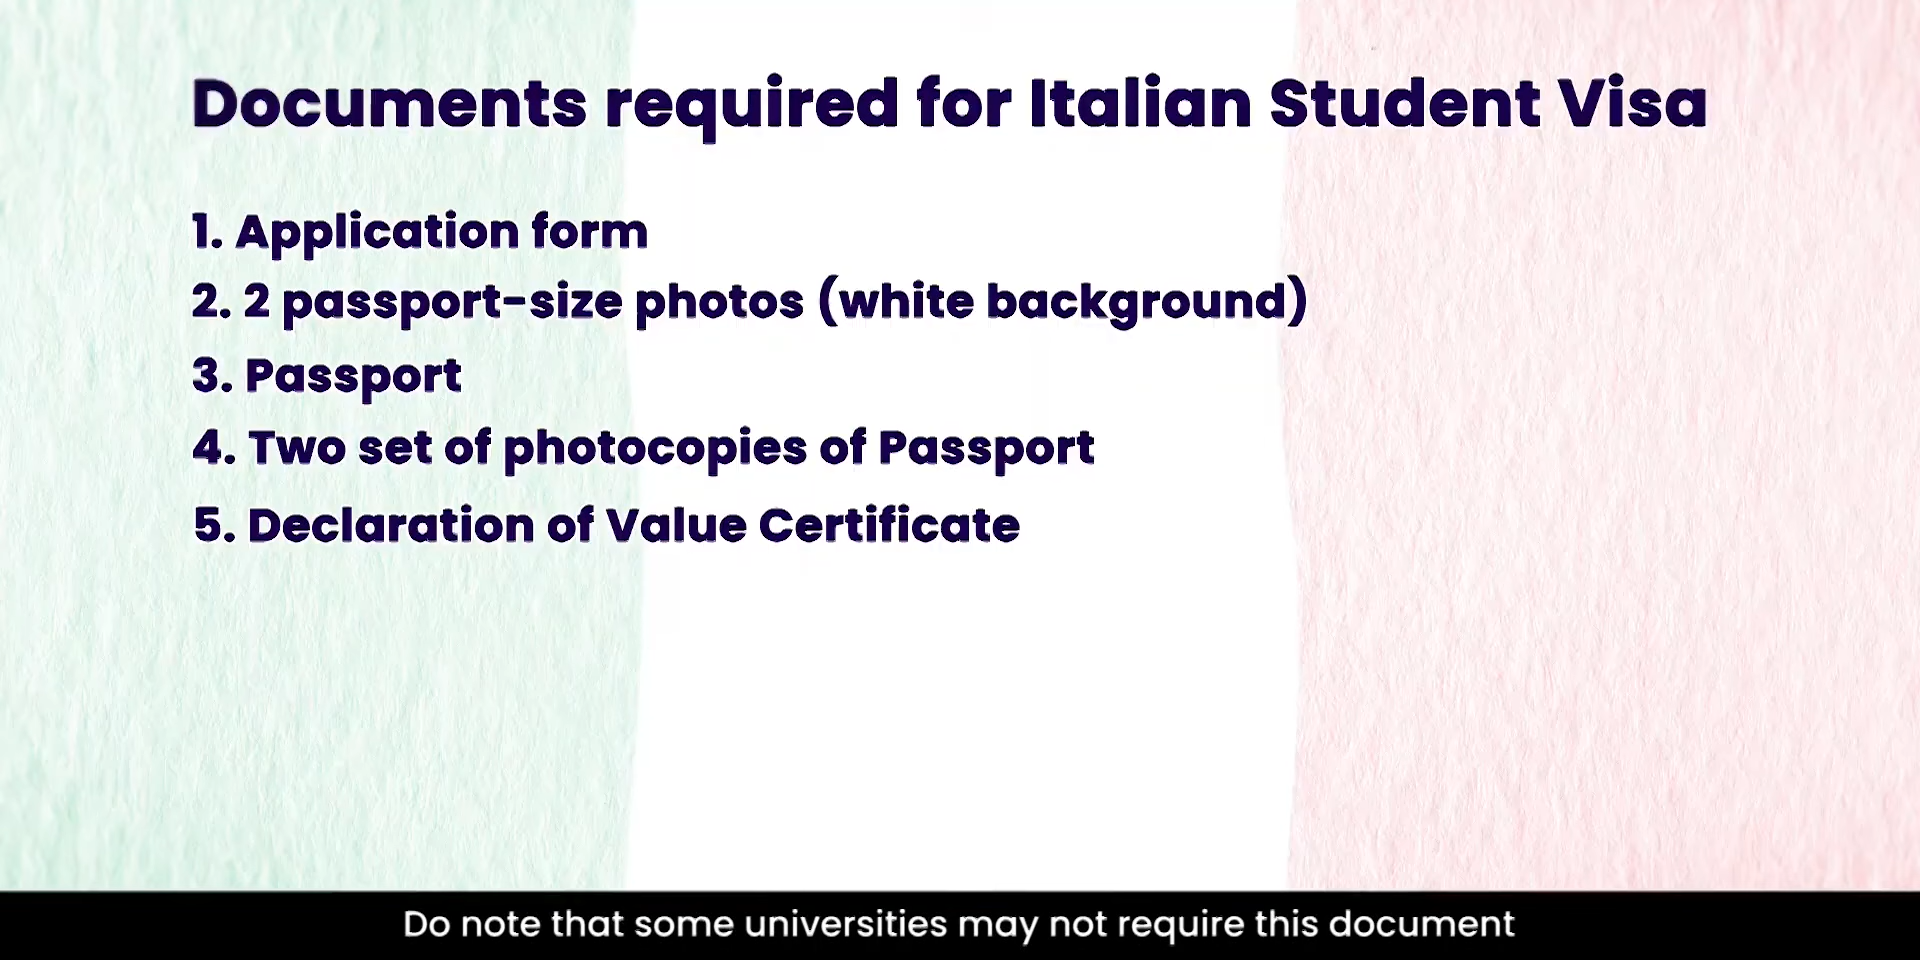 Documents required for Italian Student Visa
1. Application form
2. 2 passport-size photos (white background)
3. Passport
4. Two set of photocopies of Passport
5. Declaration of Value Certificate
Do note that some universities may not require this document